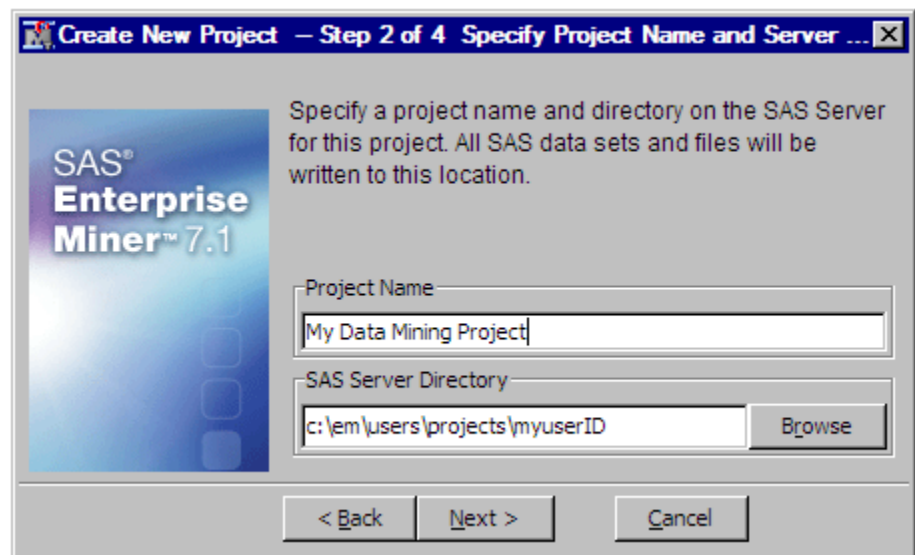 Create New Project – Step 2 of 4 Specify Project Name and Server ...
SAS®
Enterprise
Miner™ 7.1
Specify a project name and directory on the SAS Server
for this project. All SAS data sets and files will be
written to this location.
Project Name
My Data Mining Project
SAS Server Directory
c:\em\users\projects\myuserID
Browse
< Back
Next >
Cancel